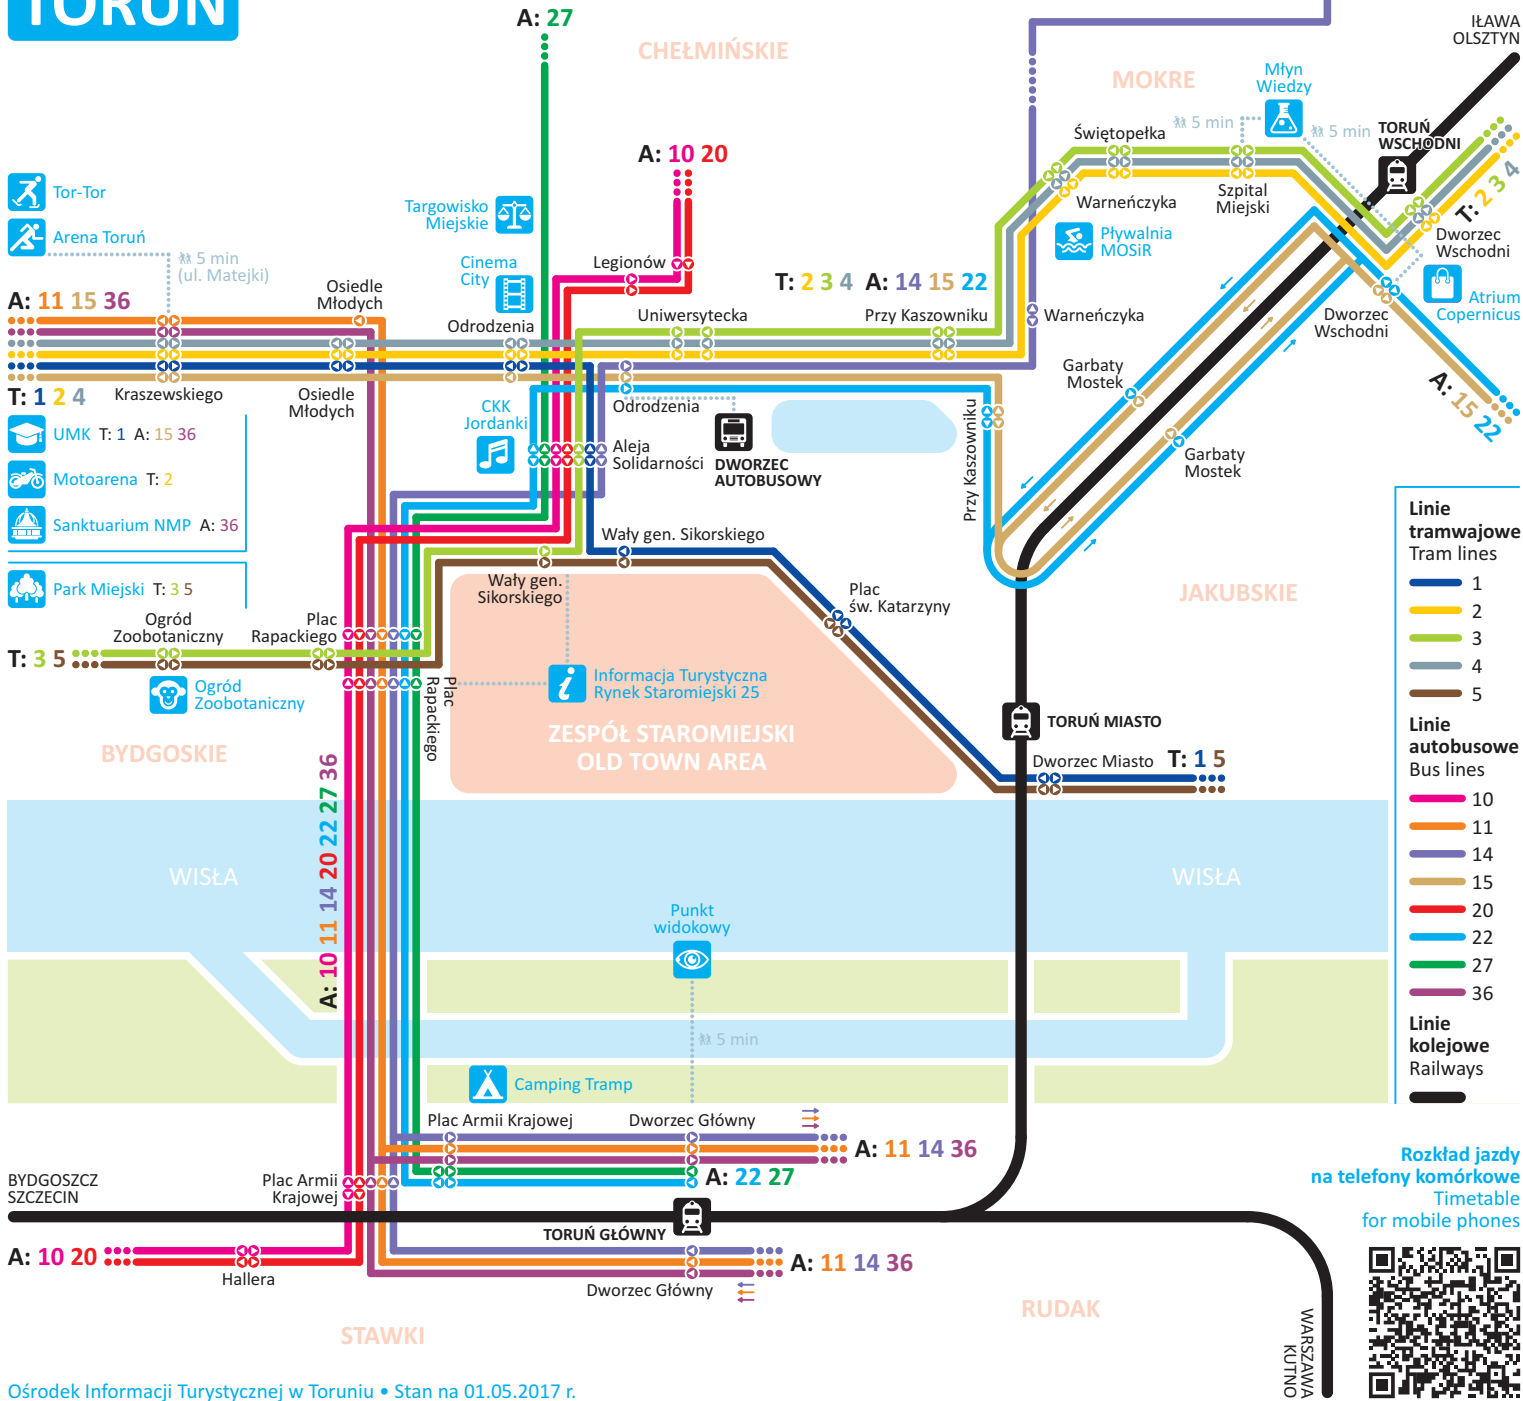 TORUŃ
A: 27
CHEŁMIŃSKIE
IŁAWA
OLSZTYN
MOKRE
Młyn
Wiedzy
5 min
5 min
TORUŃ
WSCHODNI
Świętopełka
A: 10 20
Tor-Tor
Arena Toruń
5 min
(ul. Matejki)
Targowisko
Miejskie
Cinema
City
Legionów
Warneńczyka
Szpital
Miejski
T: 2 3 4
Dworzec
Wschodni
Pływalnia
MOSiR
Atrium
Copernicus
A: 11 15 36
Osiedle
Młodych
Odrodzenia
Uniwersytecka
T: 2 3 4 A: 14 15 22
Przy Kaszowniku
Warneńczyka
Dworzec
Wschodni
T: 1 2 4
Kraszewskiego
Osiedle
Młodych
Garbaty
Mostek
A: 15 22
UMK T: 1 A: 15 36
Motoarena T: 2
Sanktuarium NMP A: 36
Park Miejski T: 3 5
CKK
Jordanki
Odrodzenia
Aleja
Solidarności
DWORZEC
AUTOBUSOWY
Przy Kaszowniku
Garbaty
Mostek
Wały gen. Sikorskiego
Wały gen.
Sikorskiego
Plac
św. Katarzyny
JAKUBSKIE
Ogród
Zoobotaniczny
Plac
Rapackiego
T: 3 5
Ogród
Zoobotaniczny
Plac
Rapackiego
Informacja Turystyczna
Rynek Staromiejski 25
ZESPÓŁ STAROMIEJSKI
OLD TOWN AREA
BYDGOSKIE
TORUŃ MIASTO
Dworzec Miasto T: 1 5
A: 10 11 14 20 22 27 36
WISŁA
WISŁA
Punkt
widokowy
5 min
Camping Tramp
Plac Armii Krajowej
Dworzec Główny
A: 11 14 36
A: 22 27
BYDGOSZCZ
SZCZECIN
Plac Armii
Krajowej
TORUŃ GŁÓWNY
A: 10 20
Hallera
A: 11 14 36
Dworzec Główny
STAWKI
RUDAK
WARSZAWA
KUTNO
Linie
tramwajowe
Tram lines
1
2
3
4
5
Linie
autobusowe
Bus lines
10
11
14
15
20
22
27
36
Linie
kolejowe
Railways
Rozkład jazdy
na telefony komórkowe
Timetable
for mobile phones
Ośrodek Informacji Turystycznej w Toruniu • Stan na 01.05.2017 r.